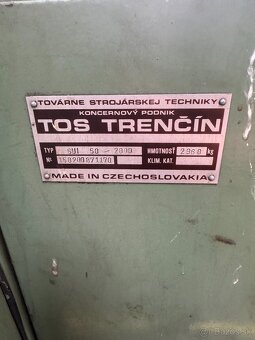 TOVÁRNE STROJÁRSKEJ TECHNIKY
KONCERNOVÝ PODNIK
TOS TRENČÍN
TYP SUI 50 - 2000 HMOTNOSŤ 2960 KG
№ KLIM. KAT.
MADE IN CZECHOSLOVAKIA